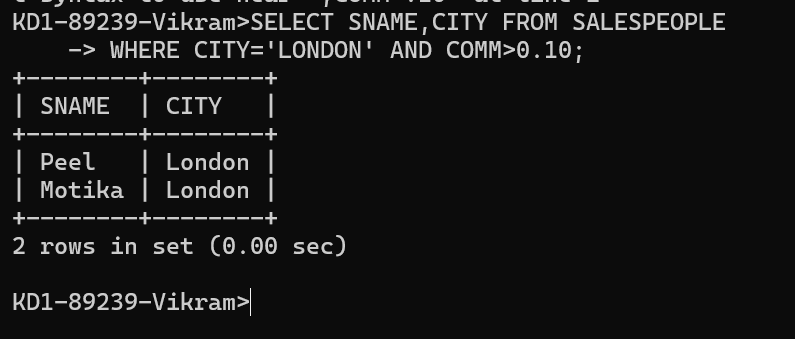 KD1-89239-Vikram>SELECT SNAME,CITY FROM SALESPEOPLE
    -> WHERE CITY='LONDON' AND COMM>0.10;
+--------+--------+
| SNAME  | CITY   |
+--------+--------+
| Peel   | London |
| Motika | London |
+--------+--------+
2 rows in set (0.00 sec)

KD1-89239-Vikram>